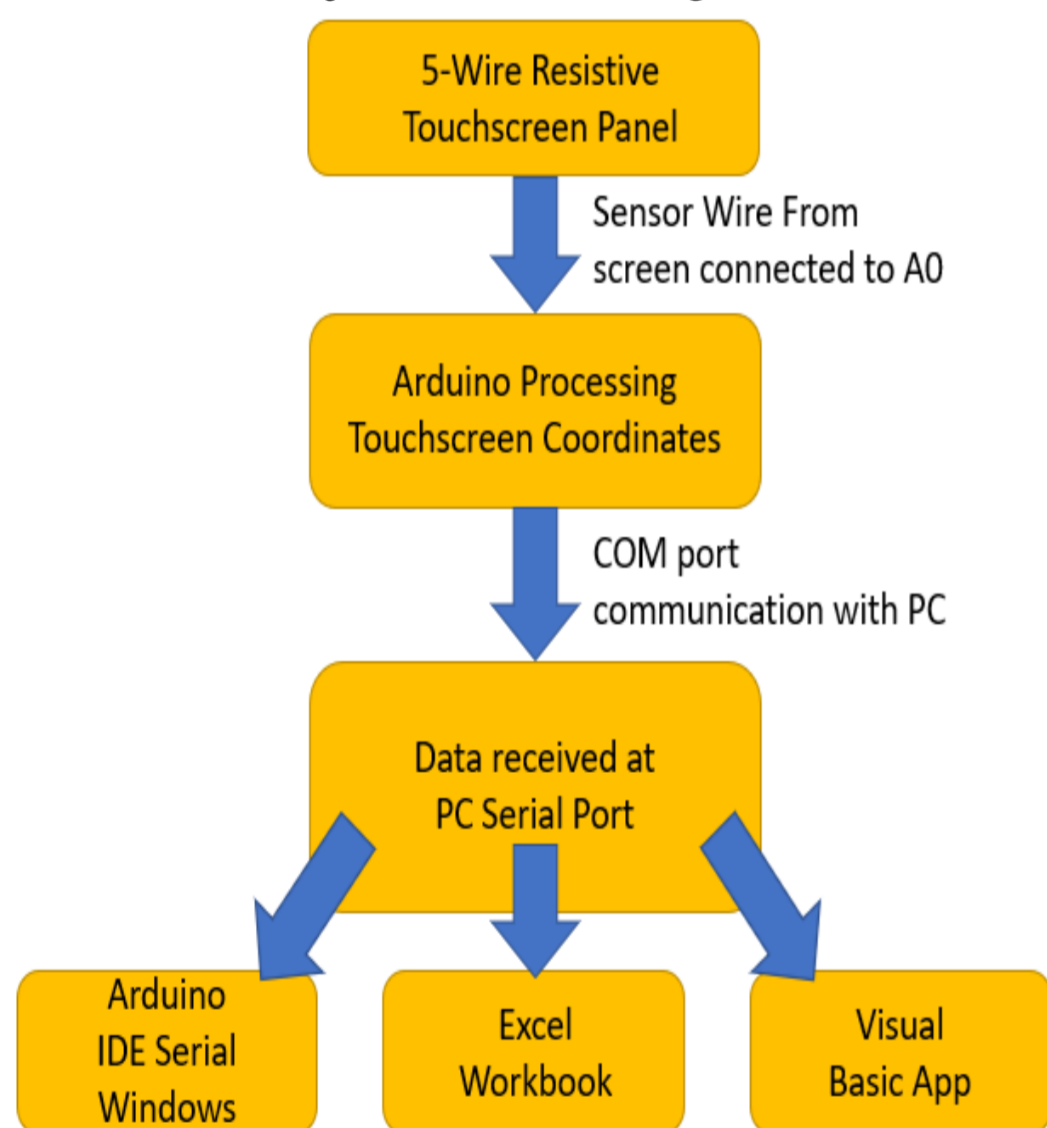 5-Wire Resistive
Touchscreen Panel
Sensor Wire From
screen connected to A0
Arduino Processing
Touchscreen Coordinates
COM port
communication with PC
Data received at
PC Serial Port
Arduino
IDE Serial
Windows
Excel
Workbook
Visual
Basic App